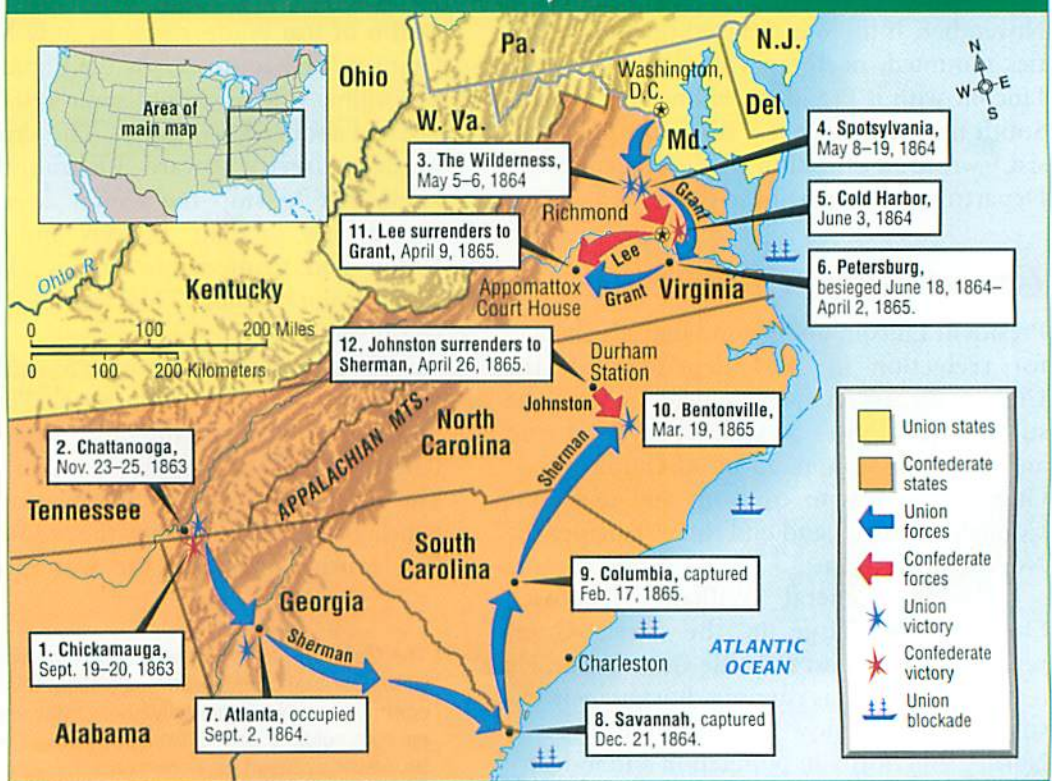 Pa.
N.J.
Ohio
Washington,
D.C.
Del.
N
W E
S
Area of
main map
W. Va.
Md.
4. Spotsylvania,
May 8–19, 1864
3. The Wilderness,
May 5–6, 1864
Grant
5. Cold Harbor,
June 3, 1864
Richmond
11. Lee surrenders to
Grant, April 9, 1865.
Lee
6. Petersburg,
besieged June 18, 1864–
April 2, 1865.
Ohio R.
Kentucky
Appomattox
Court House
Grant
Virginia
0 100 200 Miles
0 100 200 Kilometers
12. Johnston surrenders to
Sherman, April 26, 1865.
Durham
Station
Johnston
10. Bentonville,
Mar. 19, 1865
North
Carolina
APPALACHIAN MTS.
Sherman
2. Chattanooga,
Nov. 23–25, 1863
Tennessee
South
Carolina
9. Columbia, captured
Feb. 17, 1865.
Georgia
Sherman
1. Chickamauga,
Sept. 19–20, 1863
Charleston
ATLANTIC
OCEAN
7. Atlanta, occupied
Sept. 2, 1864.
8. Savannah, captured
Dec. 21, 1864.
Alabama
Union states
Confederate
states
Union
forces
Confederate
forces
Union
victory
Confederate
victory
Union
blockade